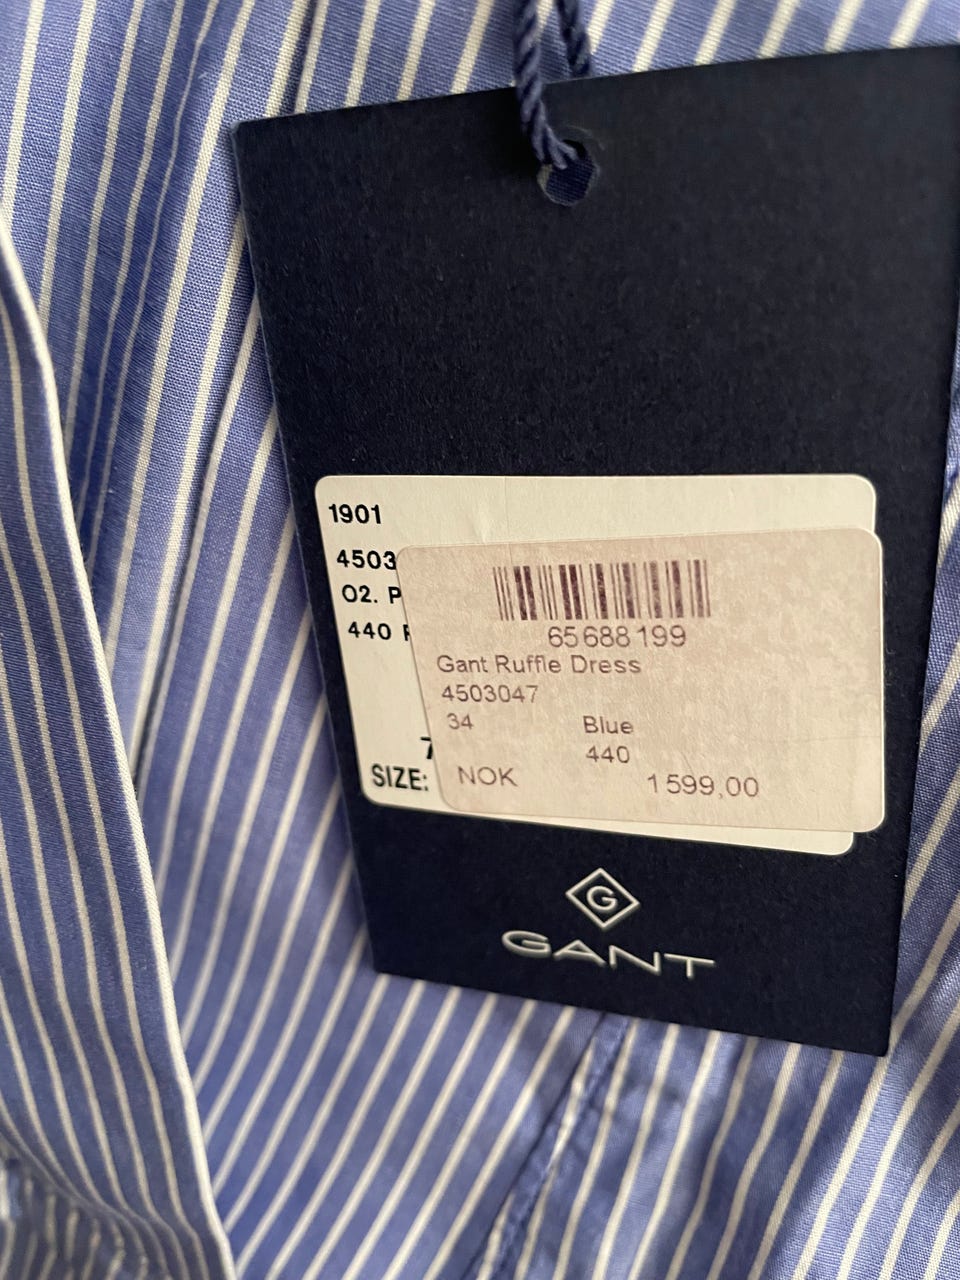 1901
4503
O2. P
440
7
SIZE:
65688199
Gant Ruffle Dress
4503047
34 Blue
440
NOK 1 599,00
G
GANT